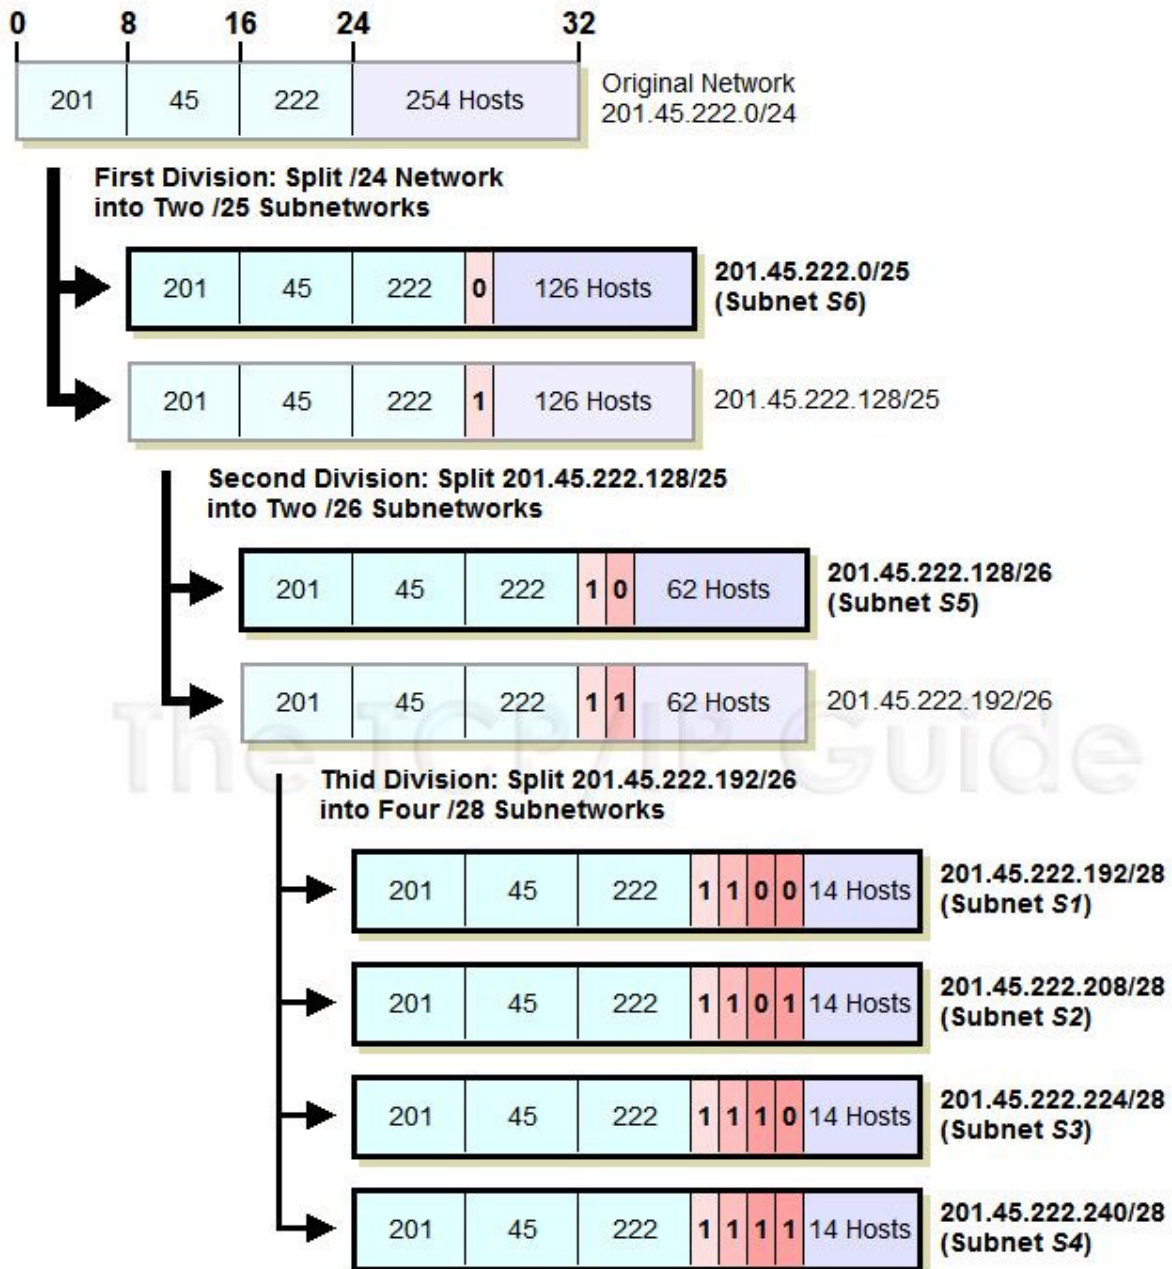 0 8 16 24 32
201 45 222 254 Hosts
Original Network
201.45.222.0/24
First Division: Split /24 Network
into Two /25 Subnetworks
201 45 222 0 126 Hosts
201.45.222.0/25
(Subnet S6)
201 45 222 1 126 Hosts
201.45.222.128/25
Second Division: Split 201.45.222.128/25
into Two /26 Subnetworks
201 45 222 1 0 62 Hosts
201.45.222.128/26
(Subnet S5)
201 45 222 1 1 62 Hosts
201.45.222.192/26
The TCP/IP Guide
Thid Division: Split 201.45.222.192/26
into Four /28 Subnetworks
201 45 222 1 1 0 0 14 Hosts
201.45.222.192/28
(Subnet S1)
201 45 222 1 1 0 1 14 Hosts
201.45.222.208/28
(Subnet S2)
201 45 222 1 1 1 0 14 Hosts
201.45.222.224/28
(Subnet S3)
201 45 222 1 1 1 1 14 Hosts
201.45.222.240/28
(Subnet S4)